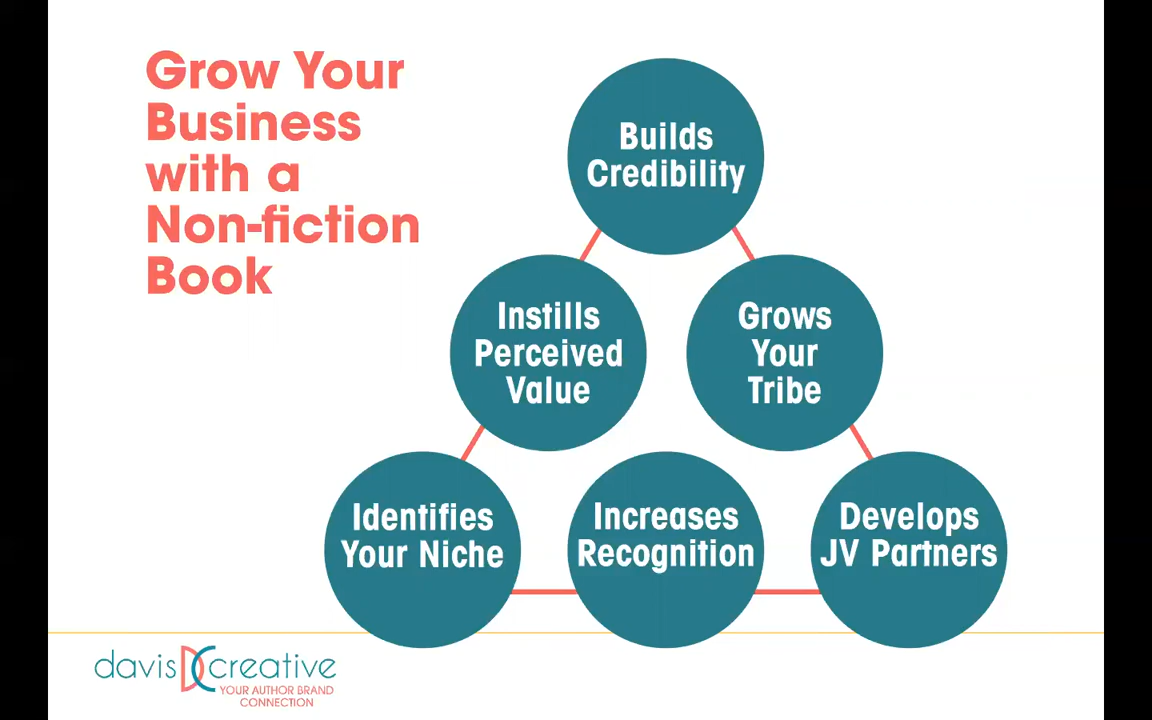 Grow Your
Business
with a
Non-fiction
Book
Builds
Credibility
Instills
Perceived
Value
Grows
Your
Tribe
Identifies
Your Niche
Increases
Recognition
Develops
JV Partners
davis DC creative
YOUR AUTHOR BRAND
CONNECTION